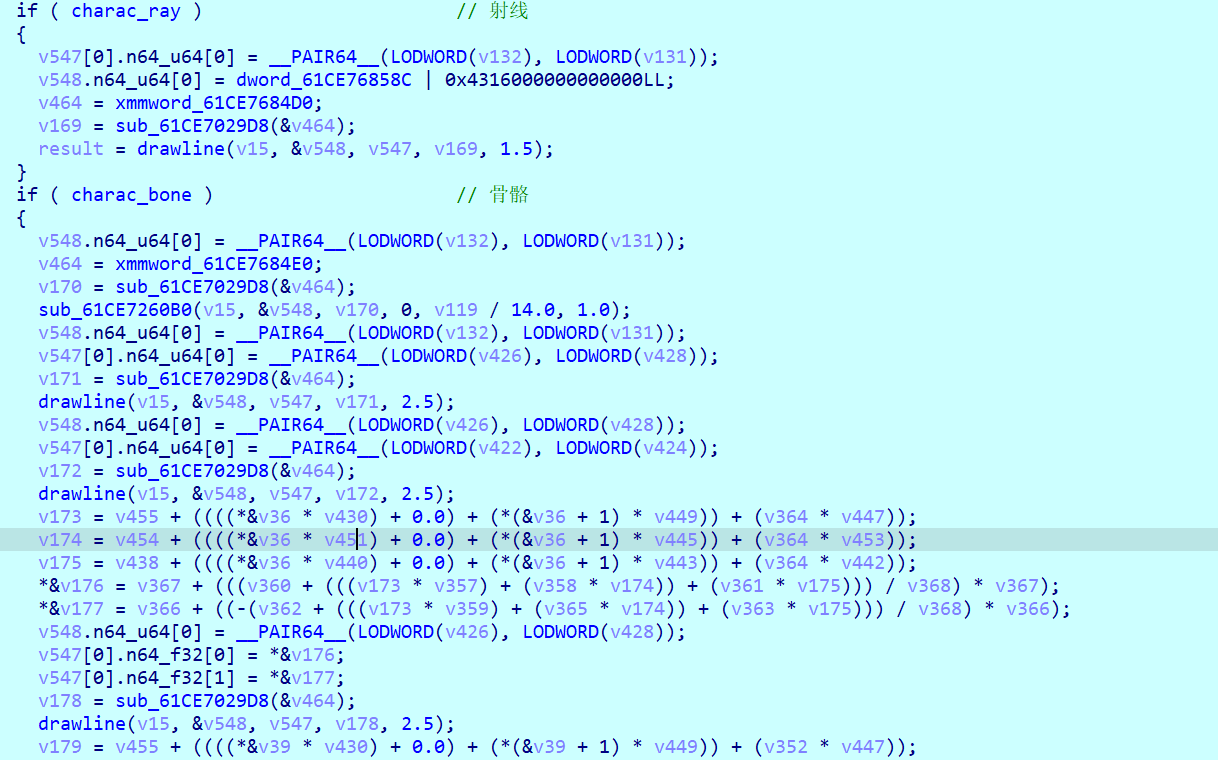 if ( charac_ray ) // 射线
{
v547[0].n64_u64[0] = __PAIR64__(LODWORD(v132), LODWORD(v131));
v548.n64_u64[0] = dword_61CE76858C | 0x4316000000000000LL;
v464 = xmmword_61CE7684D0;
v169 = sub_61CE7029D8(&v464);
result = drawline(v15, &v548, v547, v169, 1.5);
}
if ( charac_bone ) // 骨骼
{
v548.n64_u64[0] = __PAIR64__(LODWORD(v132), LODWORD(v131));
v464 = xmmword_61CE7684E0;
v170 = sub_61CE7029D8(&v464);
sub_61CE7260B0(v15, &v548, v170, 0, v119 / 14.0, 1.0);
v548.n64_u64[0] = __PAIR64__(LODWORD(v132), LODWORD(v131));
v547[0].n64_u64[0] = __PAIR64__(LODWORD(v426), LODWORD(v428));
v171 = sub_61CE7029D8(&v464);
drawline(v15, &v548, v547, v171, 2.5);
v548.n64_u64[0] = __PAIR64__(LODWORD(v426), LODWORD(v428));
v547[0].n64_u64[0] = __PAIR64__(LODWORD(v422), LODWORD(v424));
v172 = sub_61CE7029D8(&v464);
drawline(v15, &v548, v547, v172, 2.5);
v173 = v455 + ((((*&v36 * v430) + 0.0) + (*(&v36 + 1) * v449)) + (v364 * v447));
v174 = v454 + ((((*&v36 * v451) + 0.0) + (*(&v36 + 1) * v445)) + (v364 * v453));
v175 = v438 + ((((*&v36 * v440) + 0.0) + (*(&v36 + 1) * v443)) + (v364 * v442));
*&v176 = v367 + (((v360 + (((v173 * v357) + (v358 * v174)) + (v361 * v175))) / v368) * v367);
*&v177 = v366 + ((-(v362 + (((v173 * v359) + (v365 * v174)) + (v363 * v175))) / v368) * v366);
v548.n64_u64[0] = __PAIR64__(LODWORD(v426), LODWORD(v428));
v547[0].n64_f32[0] = *&v176;
v547[0].n64_f32[1] = *&v177;
v178 = sub_61CE7029D8(&v464);
drawline(v15, &v548, v547, v178, 2.5);
v179 = v455 + ((((*&v39 * v430) + 0.0) + (*(&v39 + 1) * v449)) + (v352 * v447));